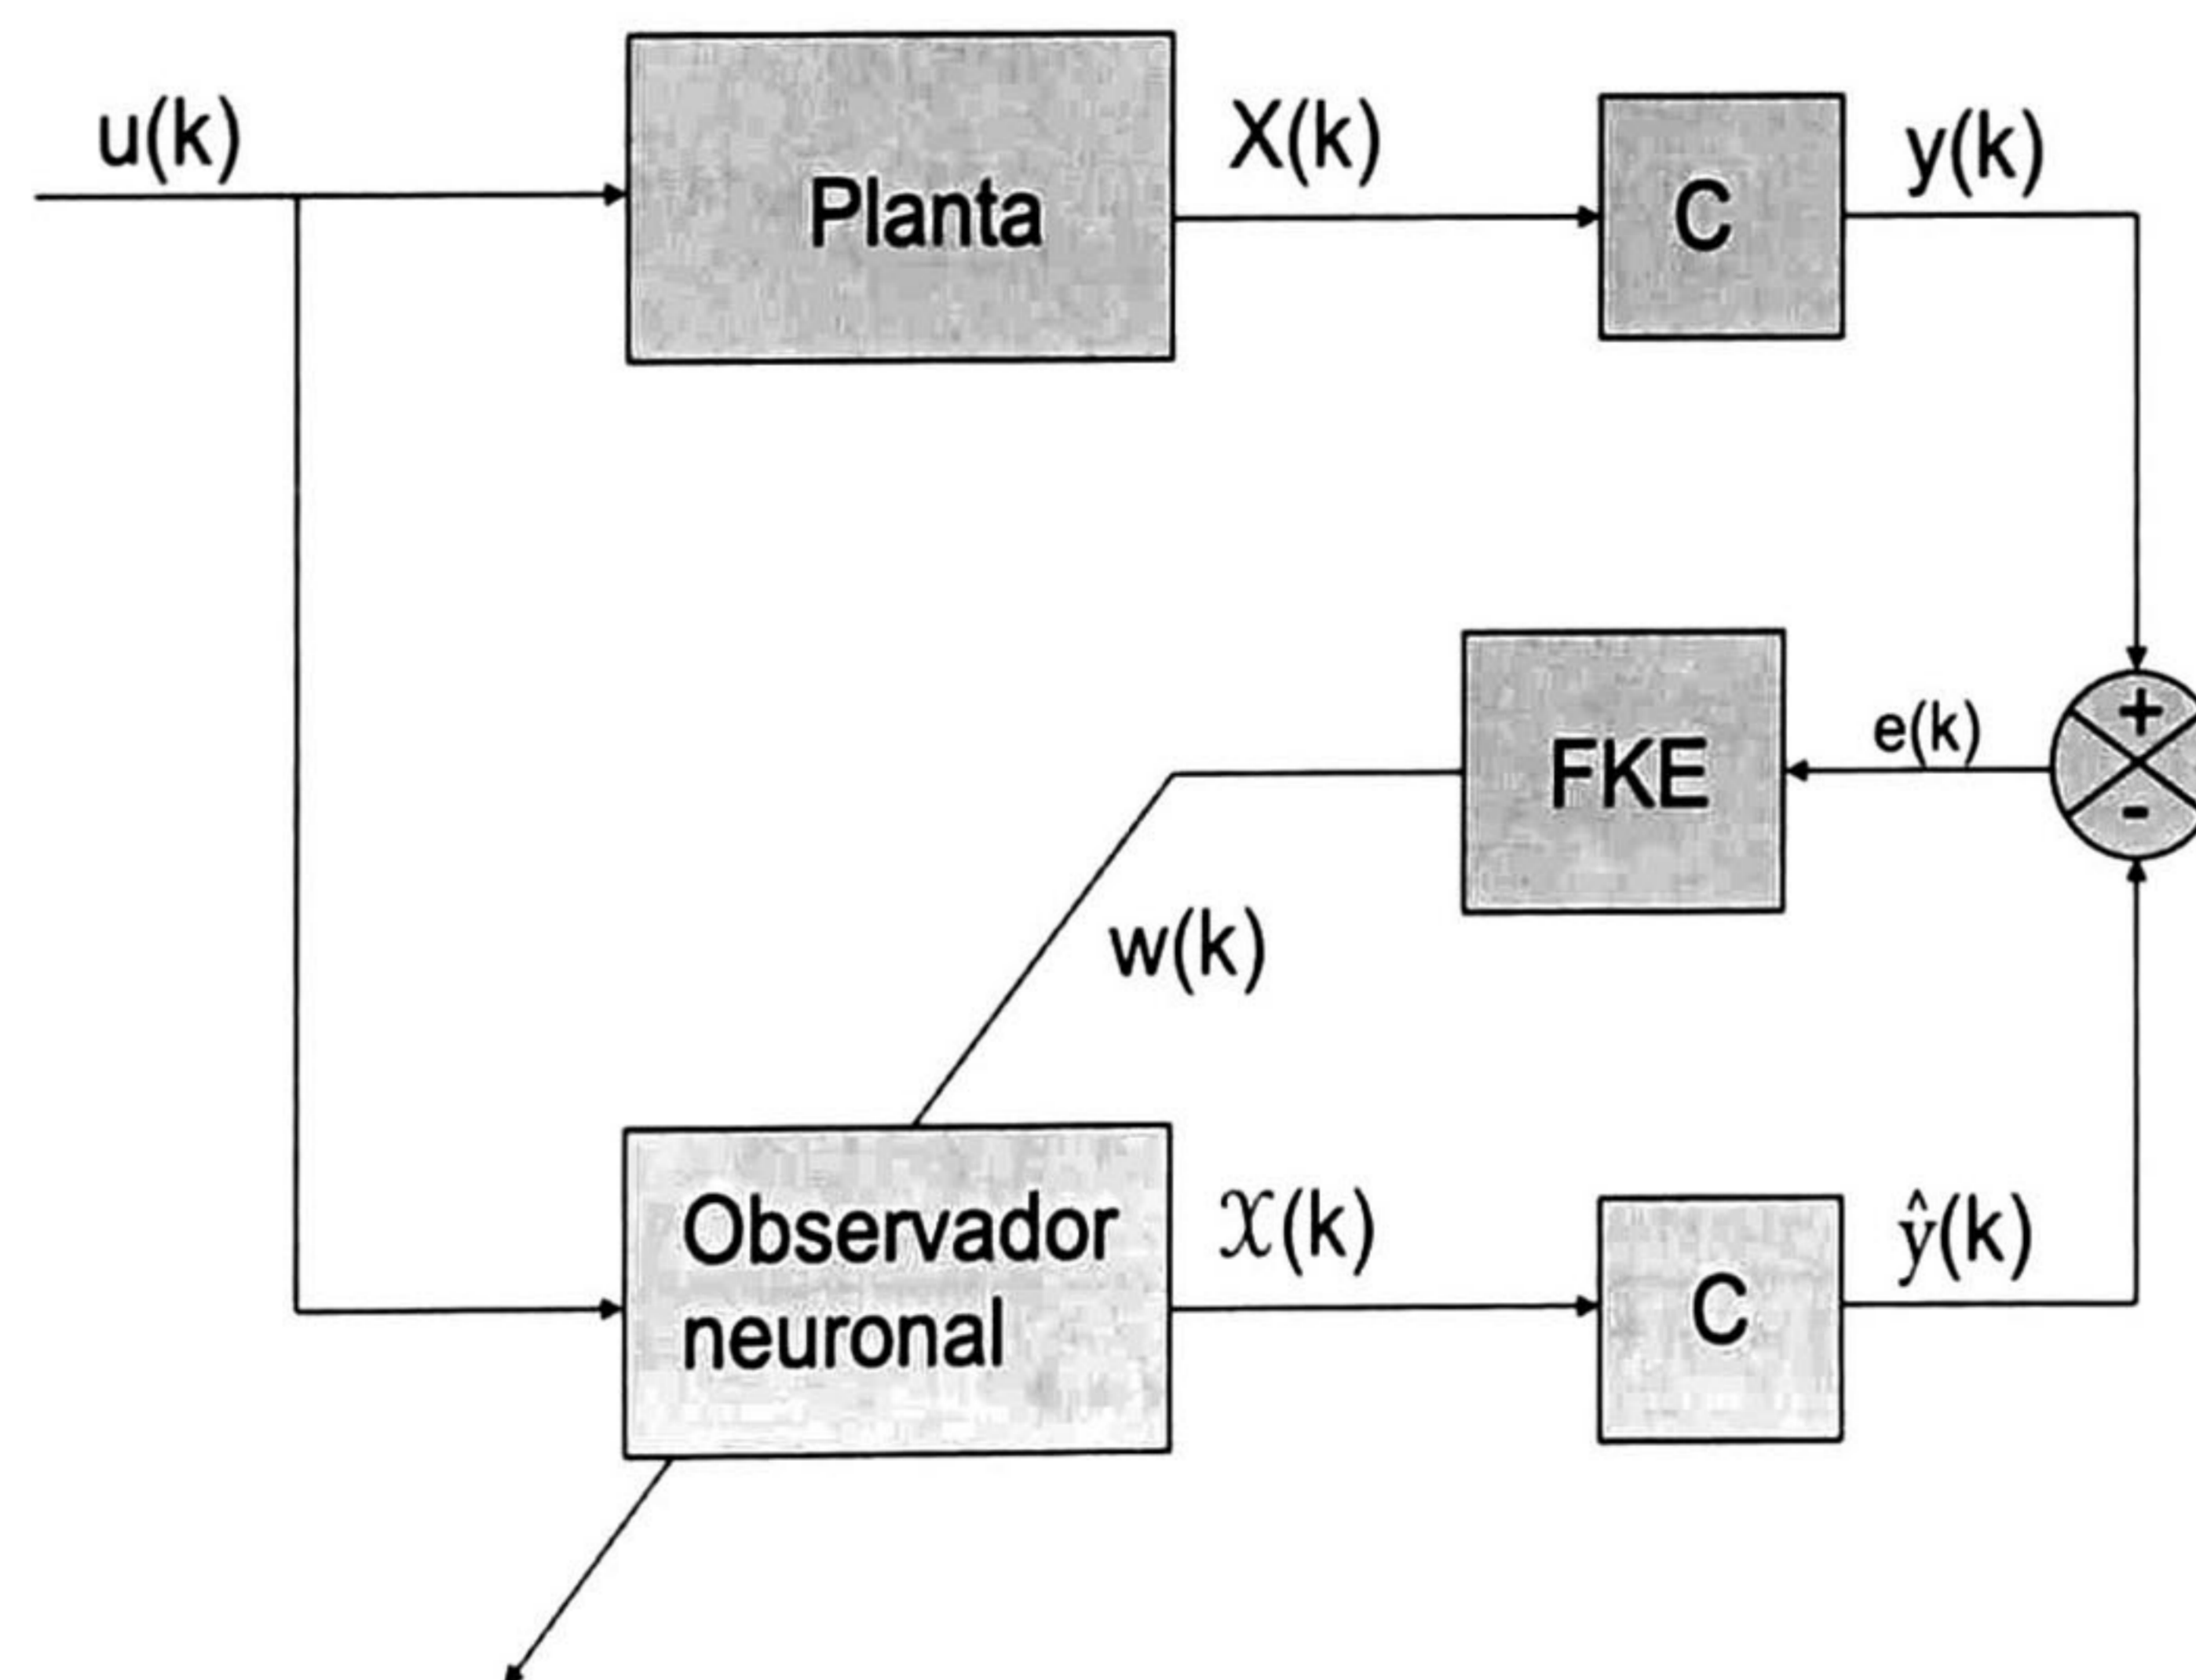 u(k)
Planta
X(k)
C
y(k)
+
FKE
e(k)
-
w(k)
Observador
neuronal
𝒳(k)
C
ŷ(k)